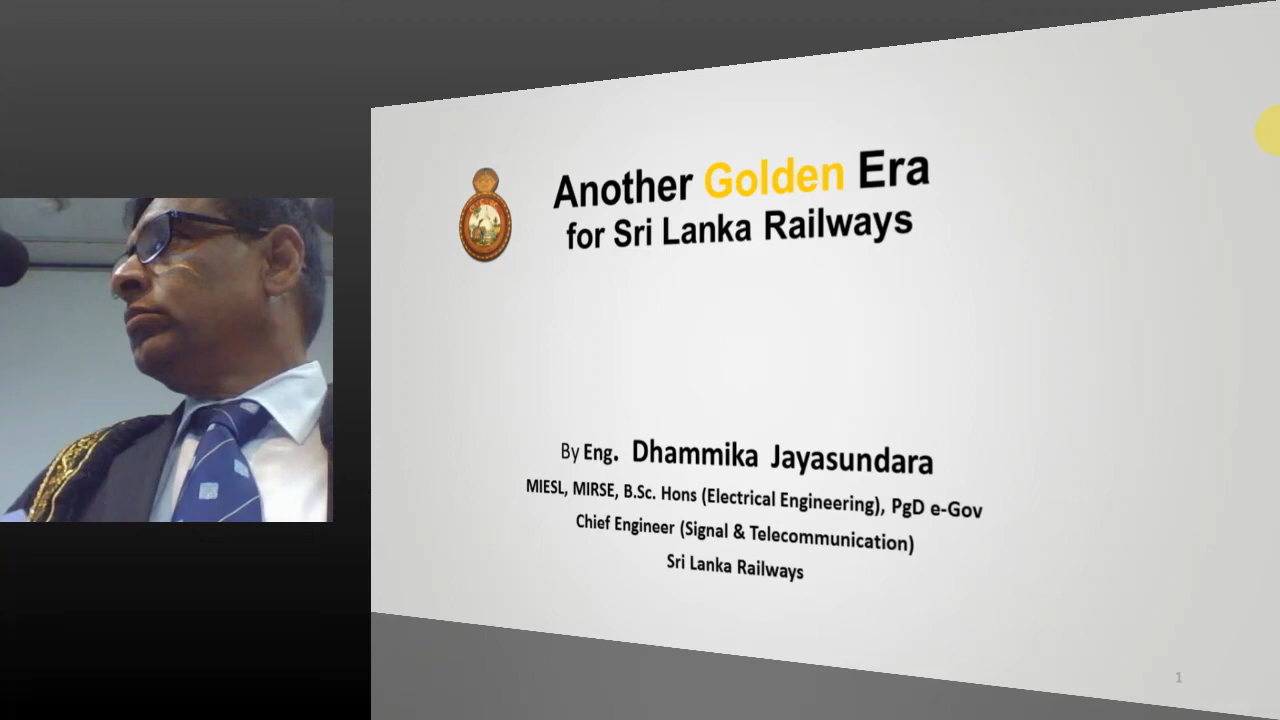 Another Golden Era
for Sri Lanka Railways
By Eng. Dhammika Jayasundara
MIESL, MIRSE, B.Sc. Hons (Electrical Engineering), PgD e-Gov
Chief Engineer (Signal & Telecommunication)
Sri Lanka Railways
1